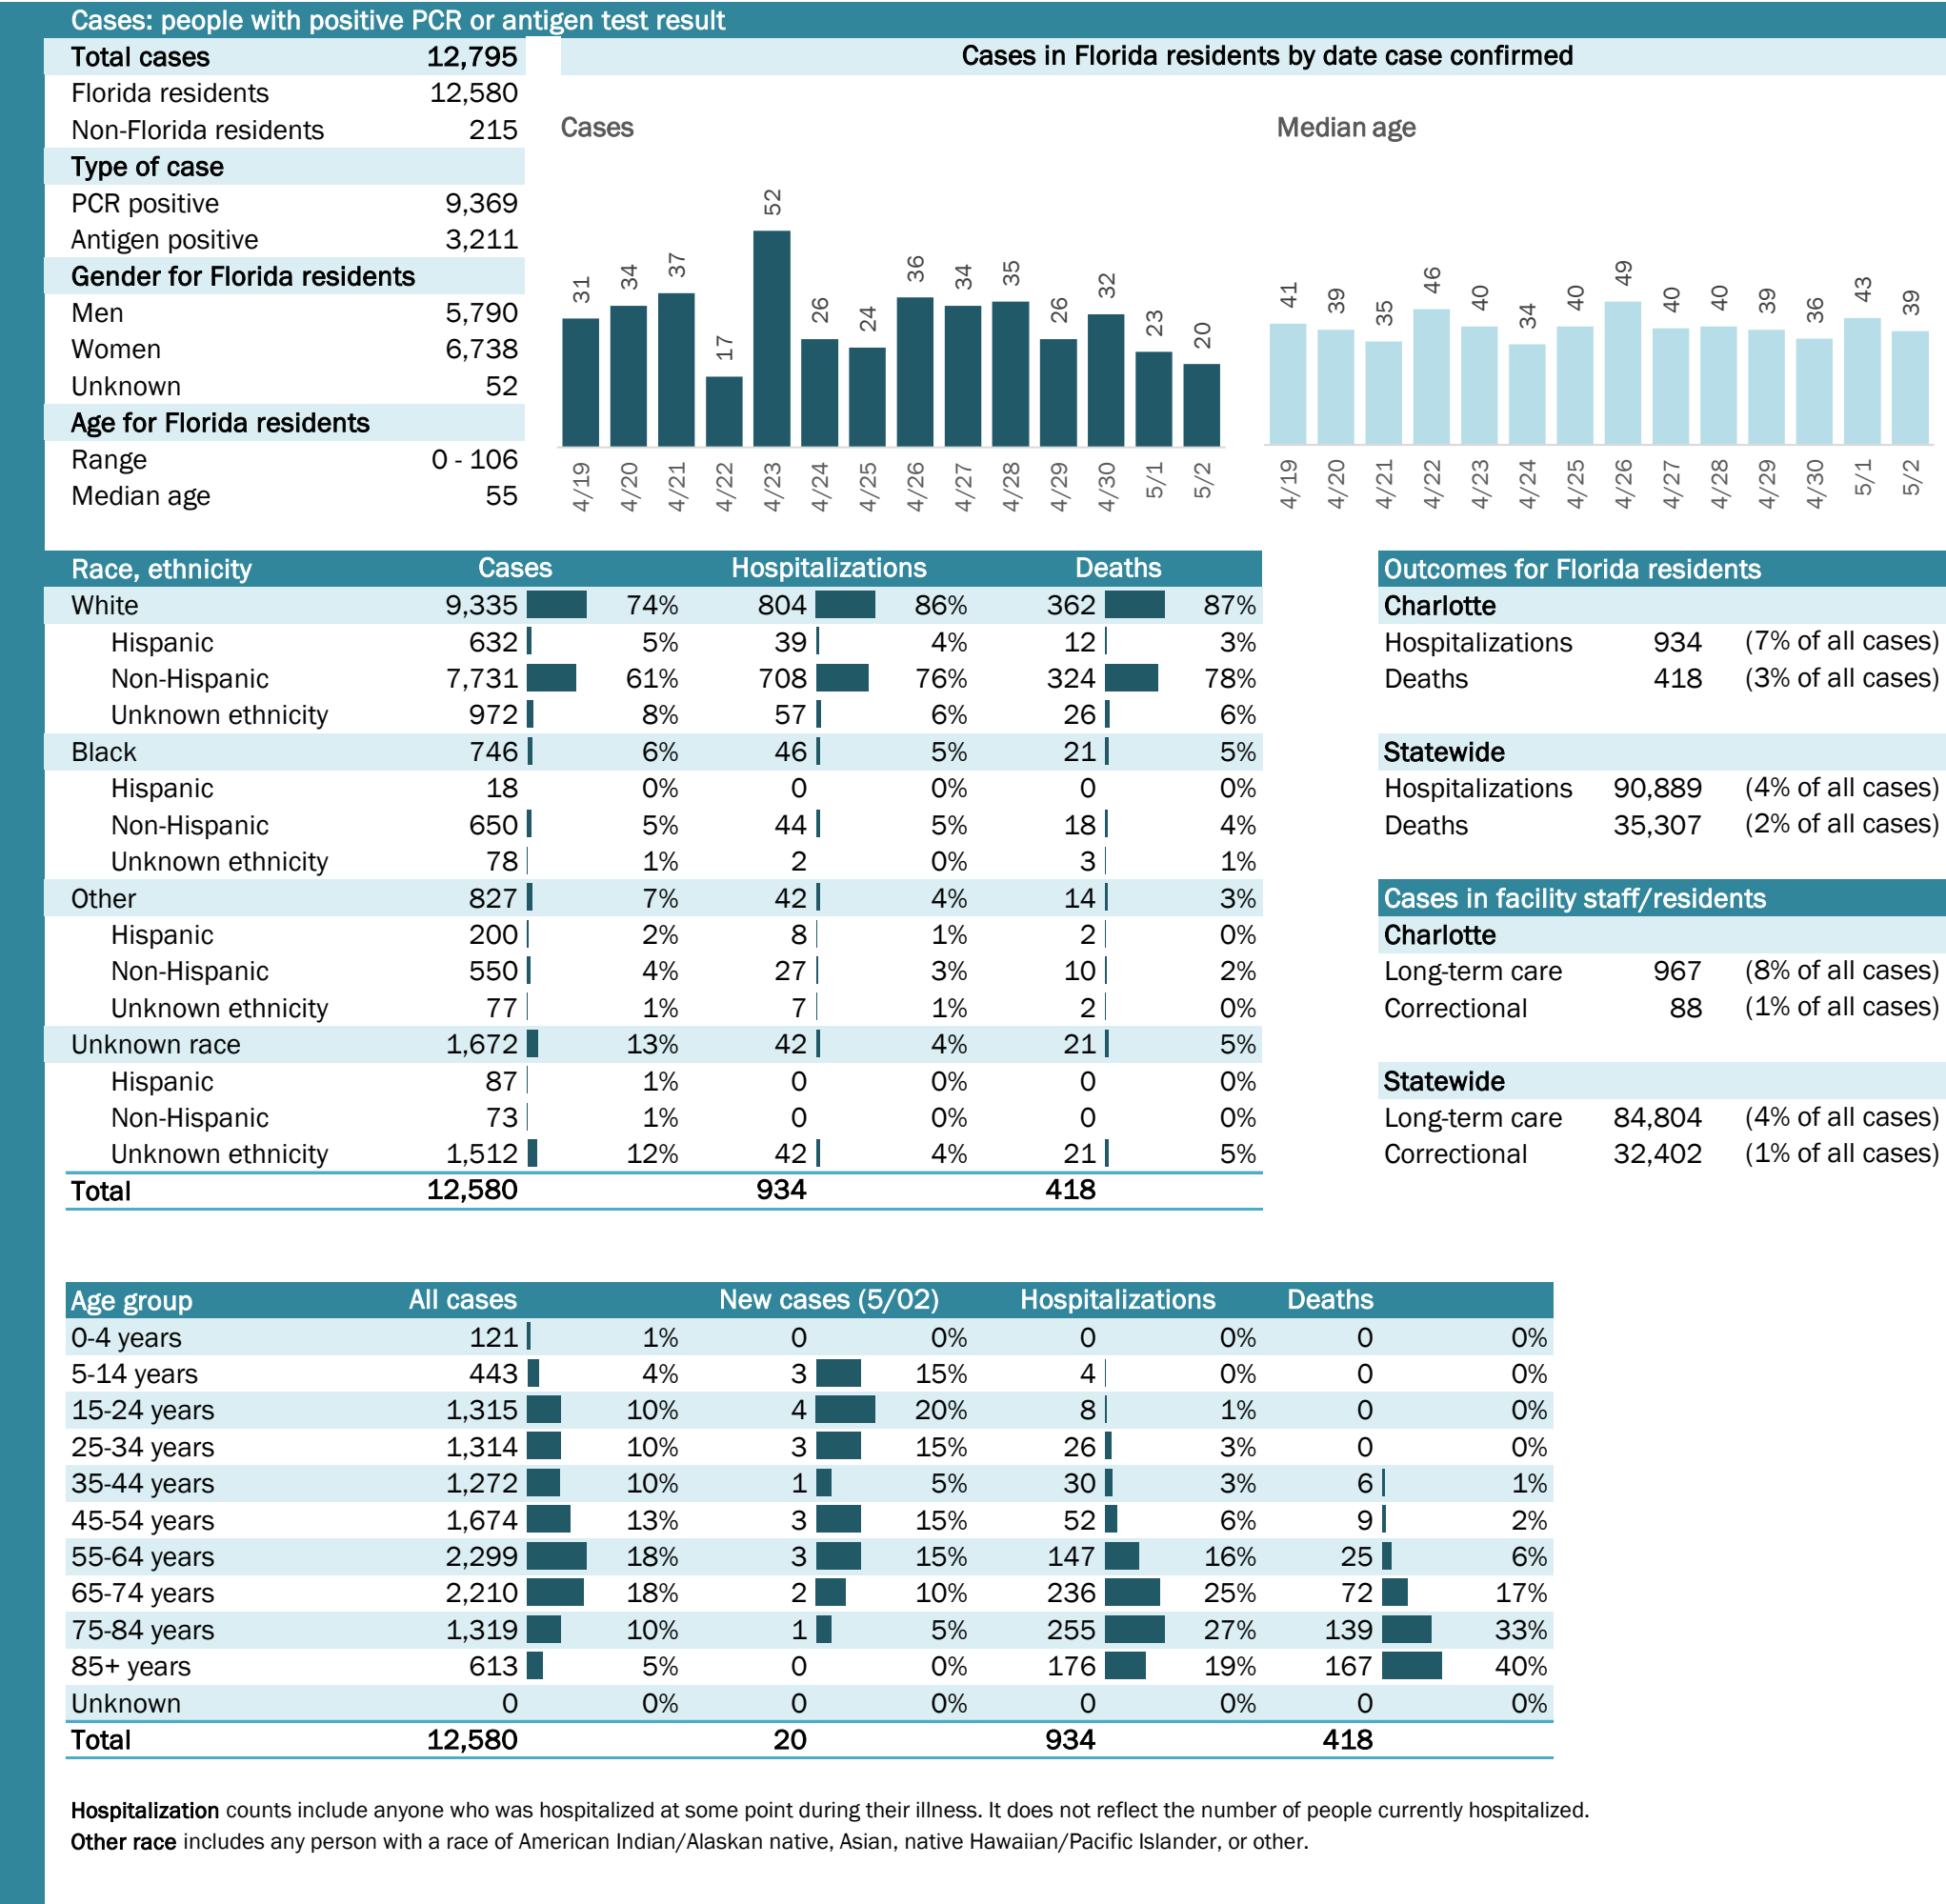 Cases: people with positive PCR or antigen test result
Total cases 12,795
Florida residents 12,580
Non-Florida residents 215
Type of case
PCR positive 9,369
Antigen positive 3,211
Gender for Florida residents
Men 5,790
Women 6,738
Unknown 52
Age for Florida residents
Range 0 - 106
Median age 55
Cases in Florida residents by date case confirmed
Cases
31 34 37 17 52 26 24 36 34 35 26 32 23 20
4/19 4/20 4/21 4/22 4/23 4/24 4/25 4/26 4/27 4/28 4/29 4/30 5/1 5/2
Median age
41 39 35 46 40 34 40 49 40 40 39 36 43 39
4/19 4/20 4/21 4/22 4/23 4/24 4/25 4/26 4/27 4/28 4/29 4/30 5/1 5/2
Race, ethnicity Cases Hospitalizations Deaths
White 9,335 74% 804 86% 362 87%
Hispanic 632 5% 39 4% 12 3%
Non-Hispanic 7,731 61% 708 76% 324 78%
Unknown ethnicity 972 8% 57 6% 26 6%
Black 746 6% 46 5% 21 5%
Hispanic 18 0% 0 0% 0 0%
Non-Hispanic 650 5% 44 5% 18 4%
Unknown ethnicity 78 1% 2 0% 3 1%
Other 827 7% 42 4% 14 3%
Hispanic 200 2% 8 1% 2 0%
Non-Hispanic 550 4% 27 3% 10 2%
Unknown ethnicity 77 1% 7 1% 2 0%
Unknown race 1,672 13% 42 4% 21 5%
Hispanic 87 1% 0 0% 0 0%
Non-Hispanic 73 1% 0 0% 0 0%
Unknown ethnicity 1,512 12% 42 4% 21 5%
Total 12,580 934 418
Outcomes for Florida residents
Charlotte
Hospitalizations 934 (7% of all cases)
Deaths 418 (3% of all cases)
Statewide
Hospitalizations 90,889 (4% of all cases)
Deaths 35,307 (2% of all cases)
Cases in facility staff/residents
Charlotte
Long-term care 967 (8% of all cases)
Correctional 88 (1% of all cases)
Statewide
Long-term care 84,804 (4% of all cases)
Correctional 32,402 (1% of all cases)
Age group All cases New cases (5/02) Hospitalizations Deaths
0-4 years 121 1% 0 0% 0 0% 0 0%
5-14 years 443 4% 3 15% 4 0% 0 0%
15-24 years 1,315 10% 4 20% 8 1% 0 0%
25-34 years 1,314 10% 3 15% 26 3% 0 0%
35-44 years 1,272 10% 1 5% 30 3% 6 1%
45-54 years 1,674 13% 3 15% 52 6% 9 2%
55-64 years 2,299 18% 3 15% 147 16% 25 6%
65-74 years 2,210 18% 2 10% 236 25% 72 17%
75-84 years 1,319 10% 1 5% 255 27% 139 33%
85+ years 613 5% 0 0% 176 19% 167 40%
Unknown 0 0% 0 0% 0 0% 0 0%
Total 12,580 20 934 418
Hospitalization counts include anyone who was hospitalized at some point during their illness. It does not reflect the number of people currently hospitalized.
Other race includes any person with a race of American Indian/Alaskan native, Asian, native Hawaiian/Pacific Islander, or other.